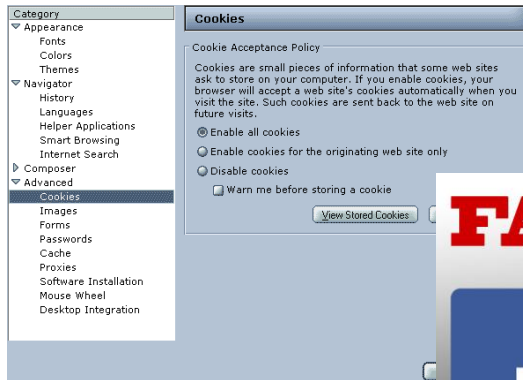 Category
Appearance
Fonts
Colors
Themes
Navigator
History
Languages
Helper Applications
Smart Browsing
Internet Search
Composer
Advanced
Cookies
Images
Forms
Passwords
Cache
Proxies
Software Installation
Mouse Wheel
Desktop Integration
Cookies
Cookie Acceptance Policy
Cookies are small pieces of information that some web sites
ask to store on your computer. If you enable cookies, your
browser will accept a web site's cookies automatically when you
visit the site. Such cookies are sent back to the web site on
future visits.
Enable all cookies
Enable cookies for the originating web site only
Disable cookies
Warn me before storing a cookie
View Stored Cookies